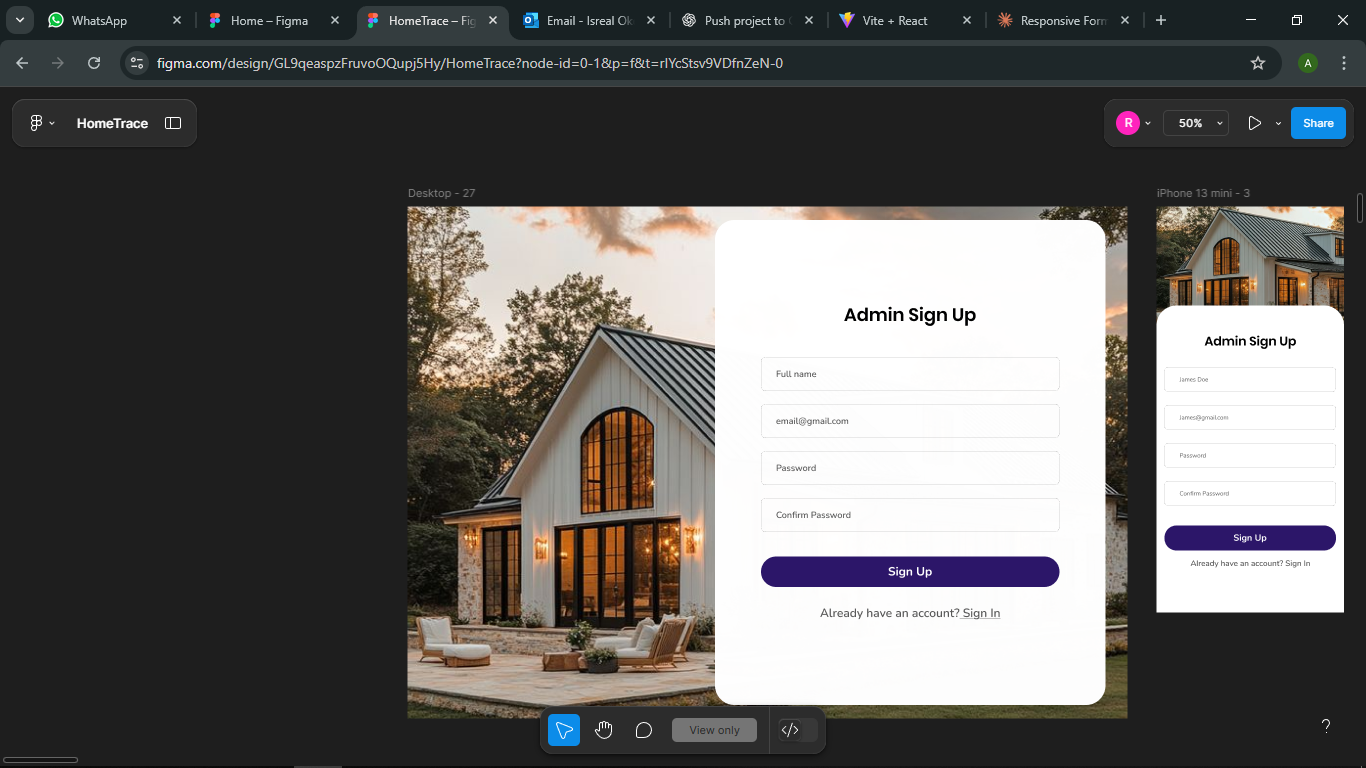 WhatsApp
Home – Figma
HomeTrace – Fig
Email - Isreal Ok
Push project to
Vite + React
Responsive Form
figma.com/design/GL9qeaspzFruvoOQupj5Hy/HomeTrace?node-id=0-1&p=f&t=rIYcStsv9VDfnZeN-0
A
HomeTrace
R
50%
Share
Desktop - 27
iPhone 13 mini - 3
Admin Sign Up
Full name
email@gmail.com
Password
Confirm Password
Sign Up
Already have an account? Sign In
Admin Sign Up
James Doe
james@gmail.com
Password
Confirm Password
Sign Up
Already have an account? Sign In
View only
?